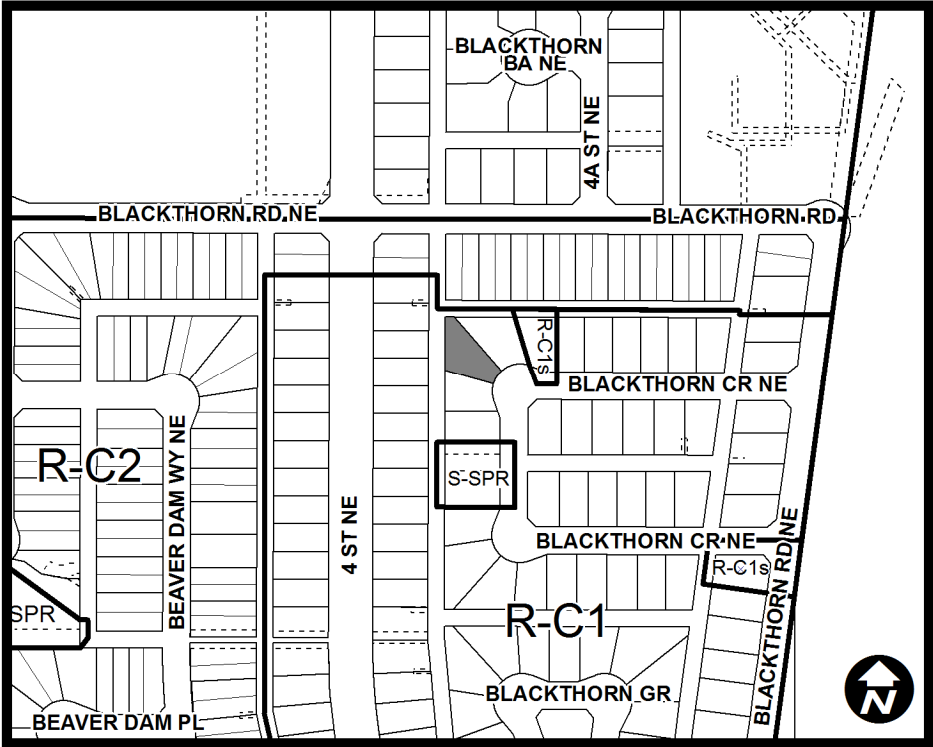 BLACKTHORN
BA NE
4A ST NE
BLACKTHORN RD NE
BLACKTHORN RD
R-C1s
BLACKTHORN CR NE
R-C2
BEAVER DAM WY NE
4 ST NE
S-SPR
BLACKTHORN CR NE
R-C1s
BLACKTHORN RD NE
SPR
R-C1
BLACKTHORN GR
BEAVER DAM PL
N